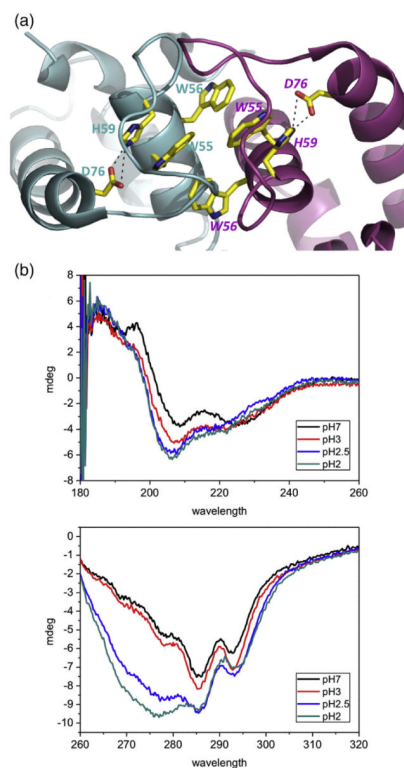 (a)
W56
D76
H59
W55
H59
D76
W55
W56
(b)
8
6
4
2
0
-2
-4
-6
-8
mdeg
180
200
220
240
260
wavelength
pH7
pH3
pH2.5
pH2
0
-1
-2
-3
-4
-5
-6
-7
-8
-9
-10
mdeg
260
270
280
290
300
310
320
wavelength
pH7
pH3
pH2.5
pH2